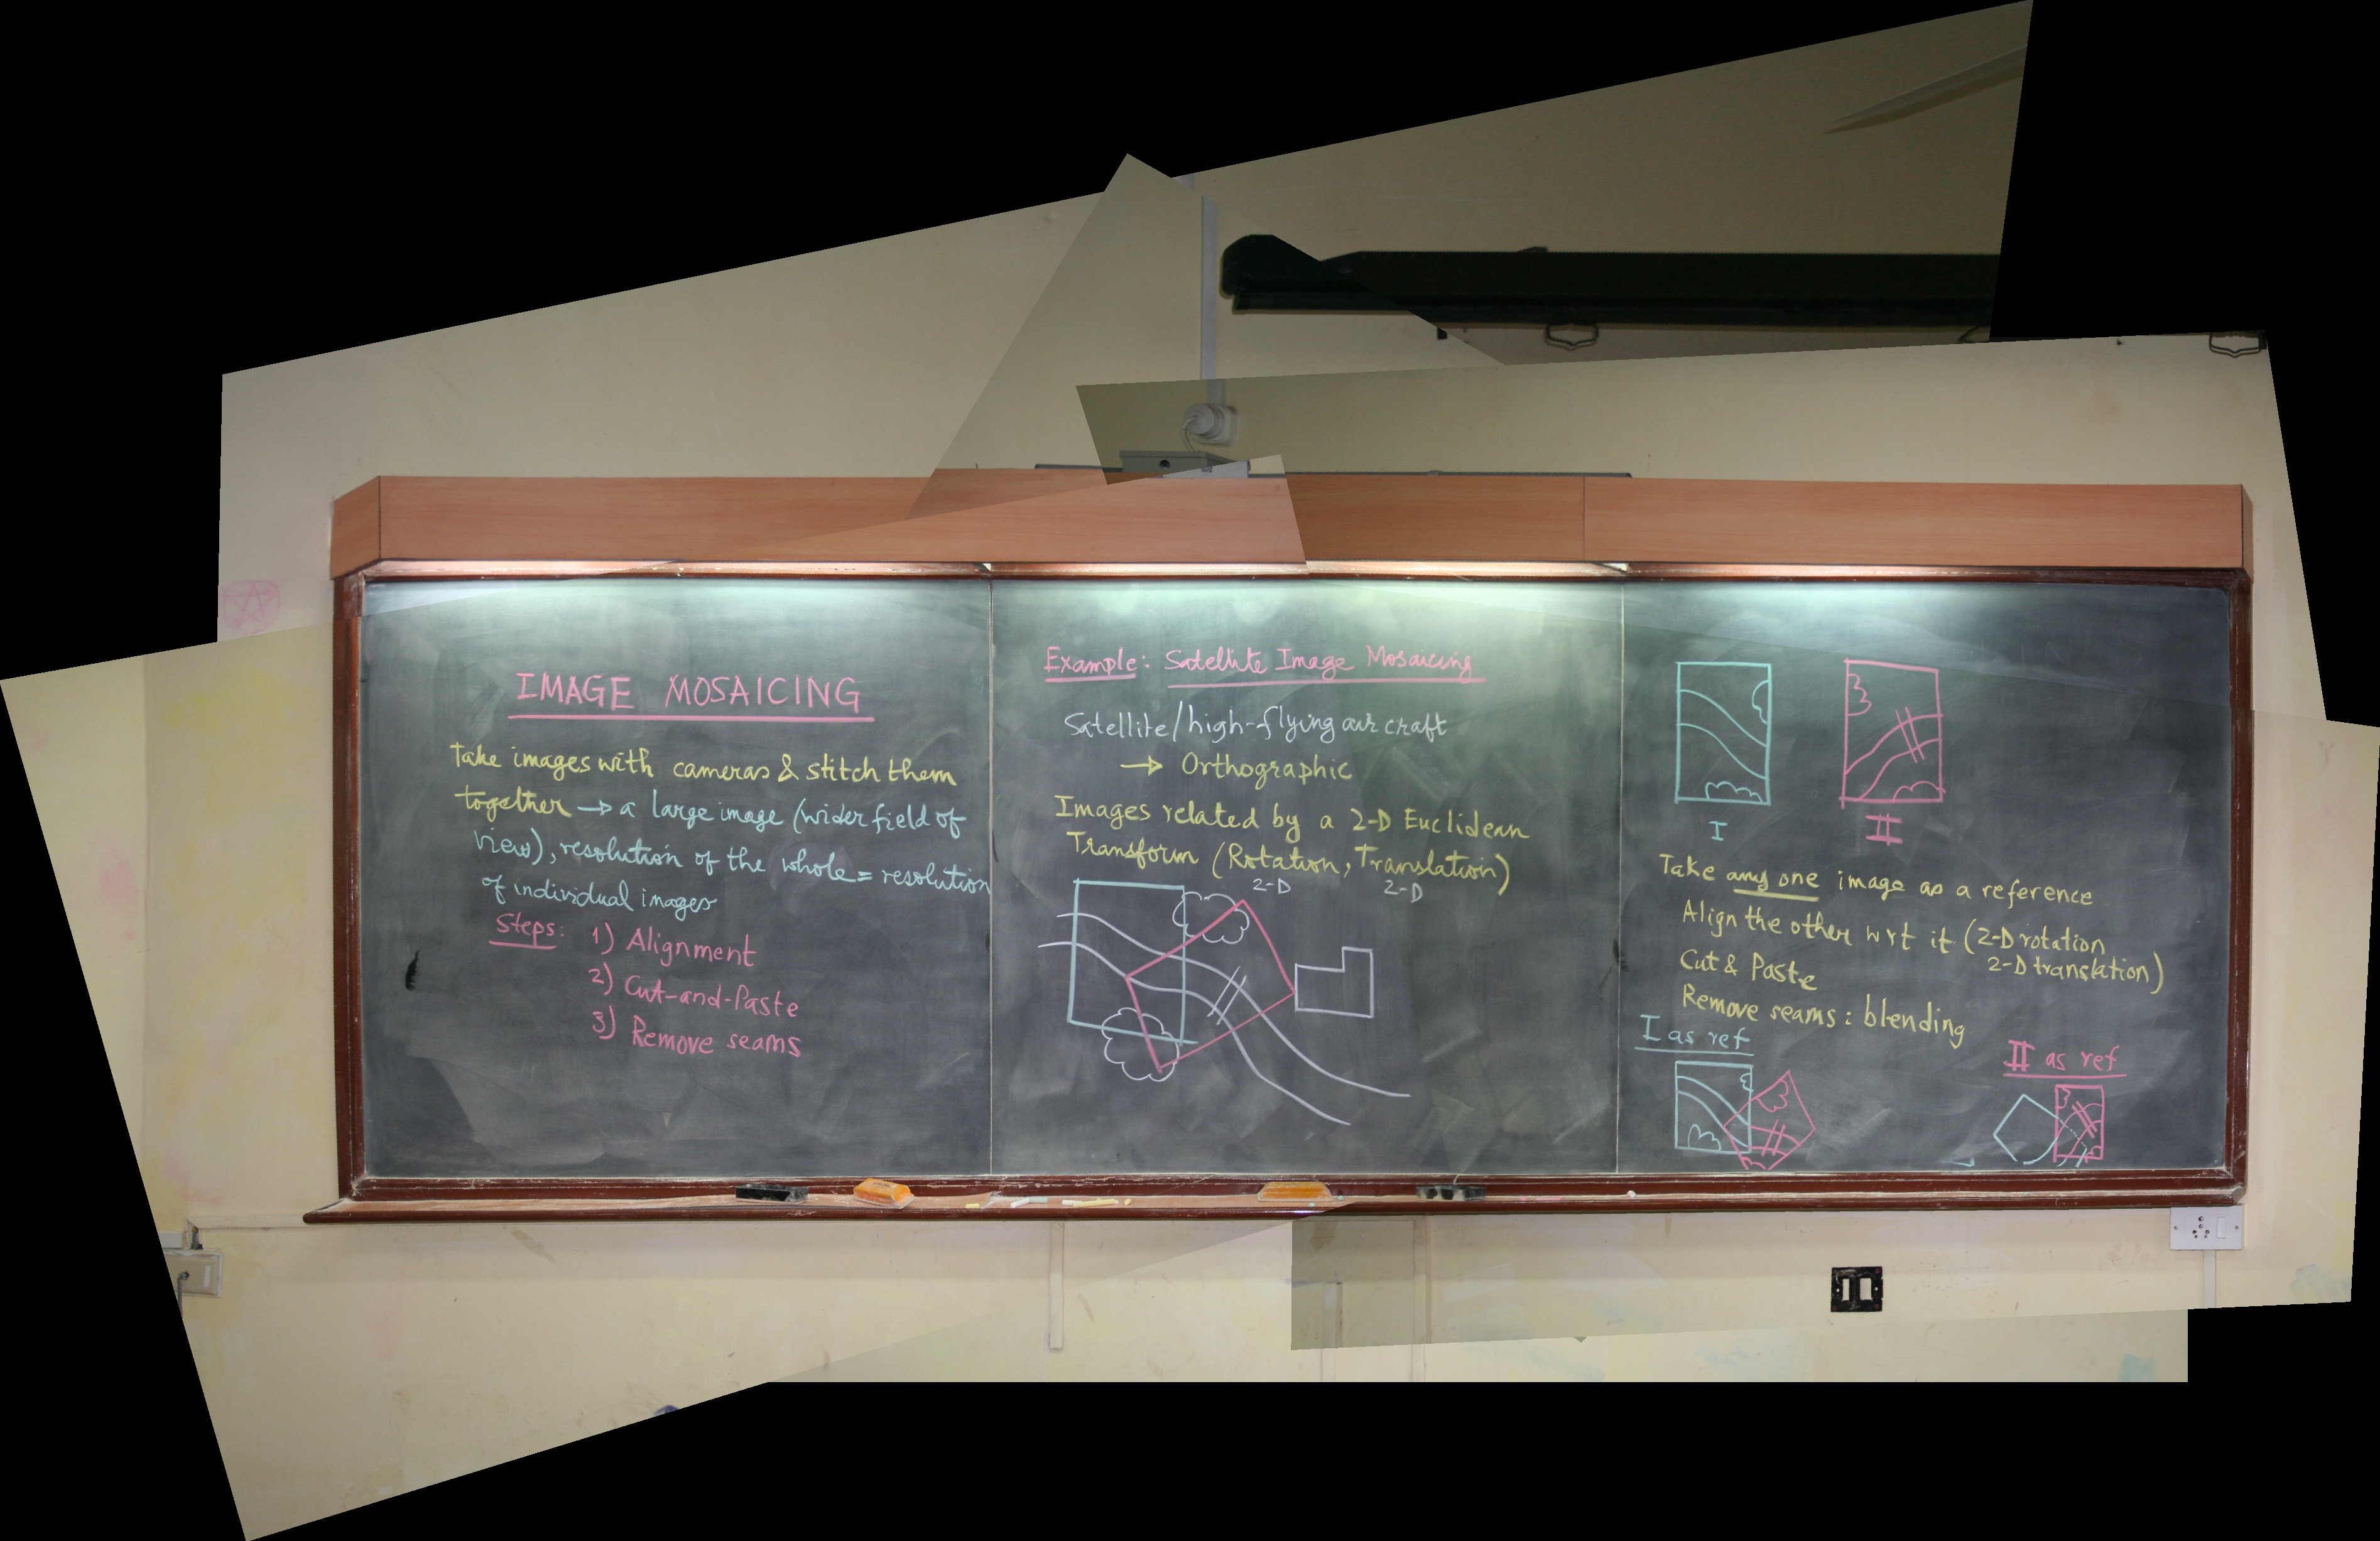 IMAGE MOSAICING
Take images with cameras & stitch them
together → a large image (wider field of
view), resolution of the whole = resolution
of individual images
Steps: 1) Alignment
2) Cut-and-Paste
3) Remove seams
Example: Satellite Image Mosaicing
Satellite/high-flying air craft
→ Orthographic
Images related by a 2-D Euclidean
Transform (Rotation, Translation)
2-D 2-D
I II
Take any one image as a reference
Align the other wrt it (2-D rotation
2-D translation)
Cut & Paste
Remove seams : blending
I as ref
II as ref